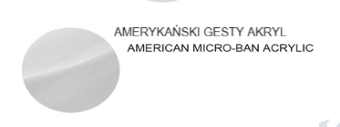 AMERYKAŃSKI GESTY AKRYL
AMERICAN MICRO-BAN ACRYLIC